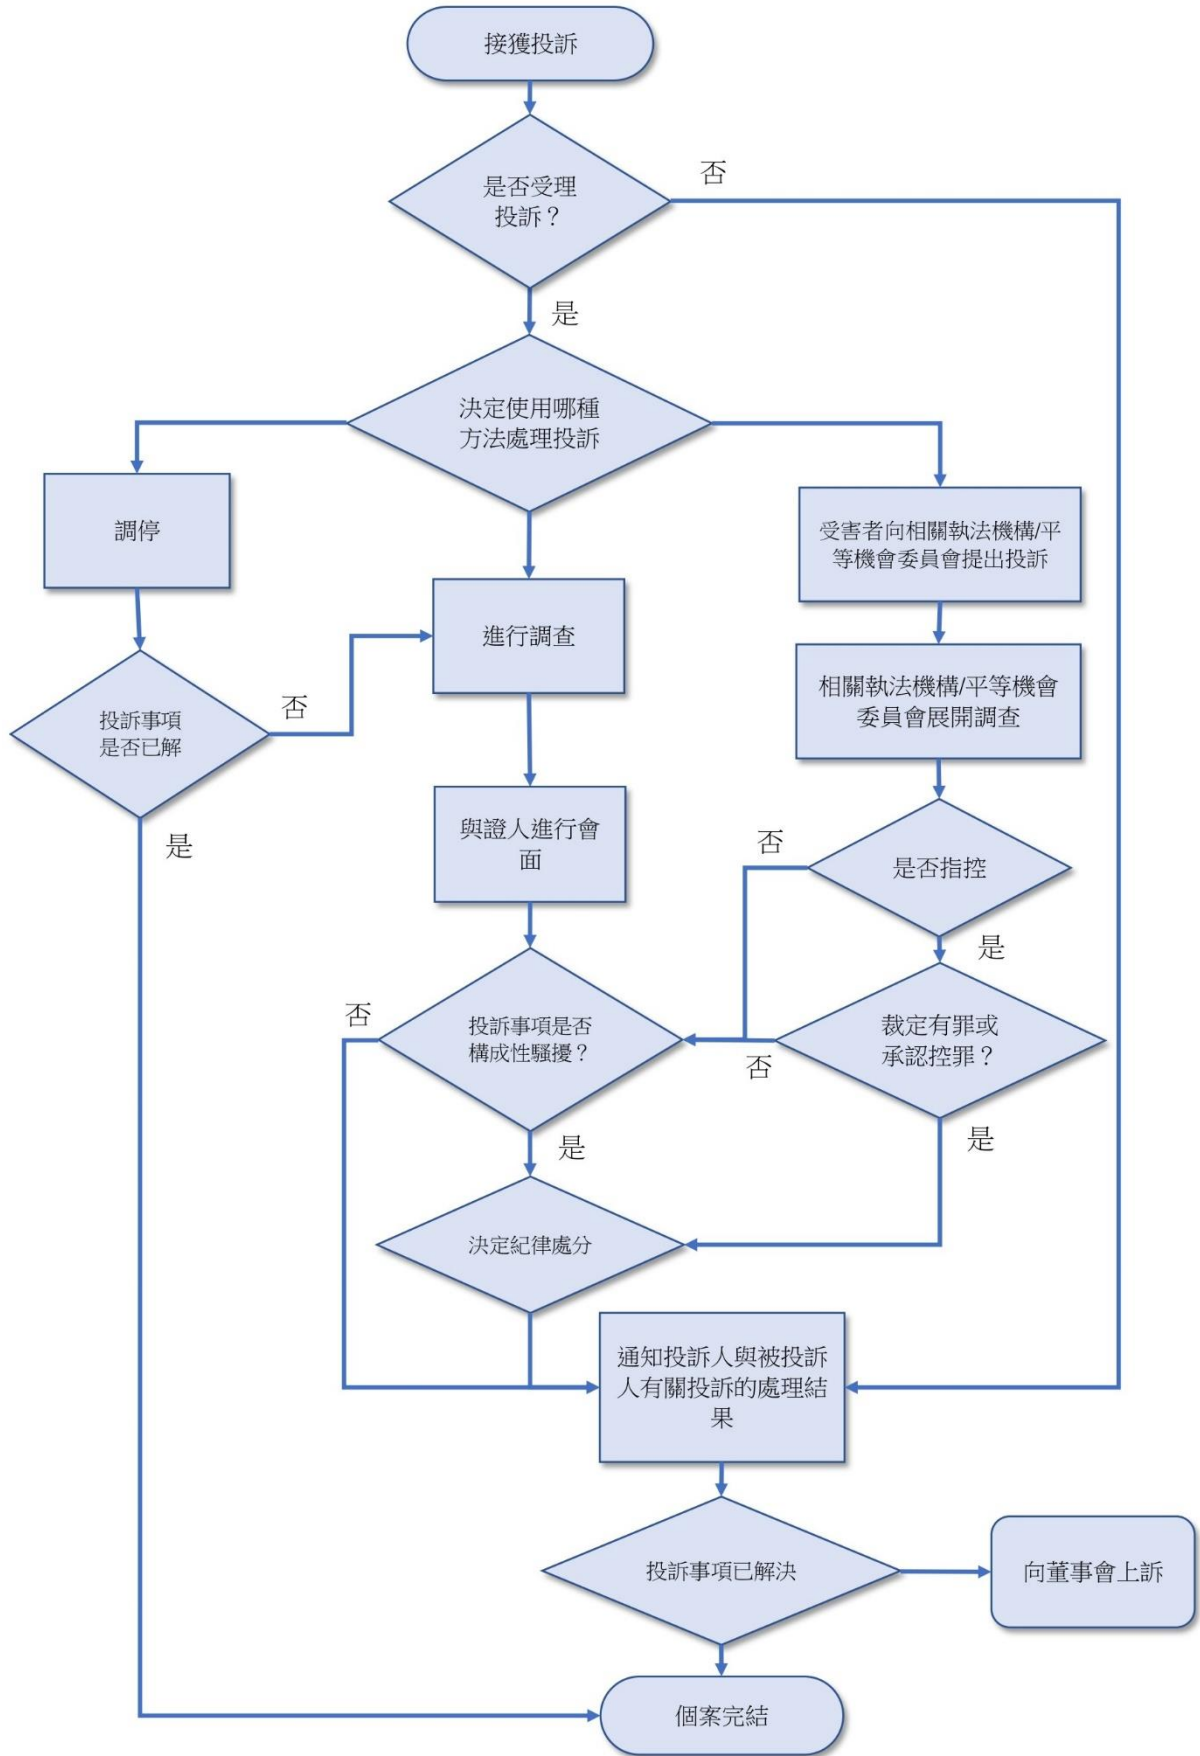 接獲投訴
是否受理
投訴？
否
是
決定使用哪種
方法處理投訴
調停
受害者向相關執法機構/平
等機會委員會提出投訴
進行調查
相關執法機構/平等機會
委員會展開調查
投訴事項
是否已解
否
是
與證人進行會
面
是否指控
否
是
投訴事項是否
構成性騷擾？
否
是
裁定有罪或
承認控罪？
否
是
決定紀律處分
通知投訴人與被投訴
人有關投訴的處理結
果
投訴事項已解決
向董事會上訴
個案完結